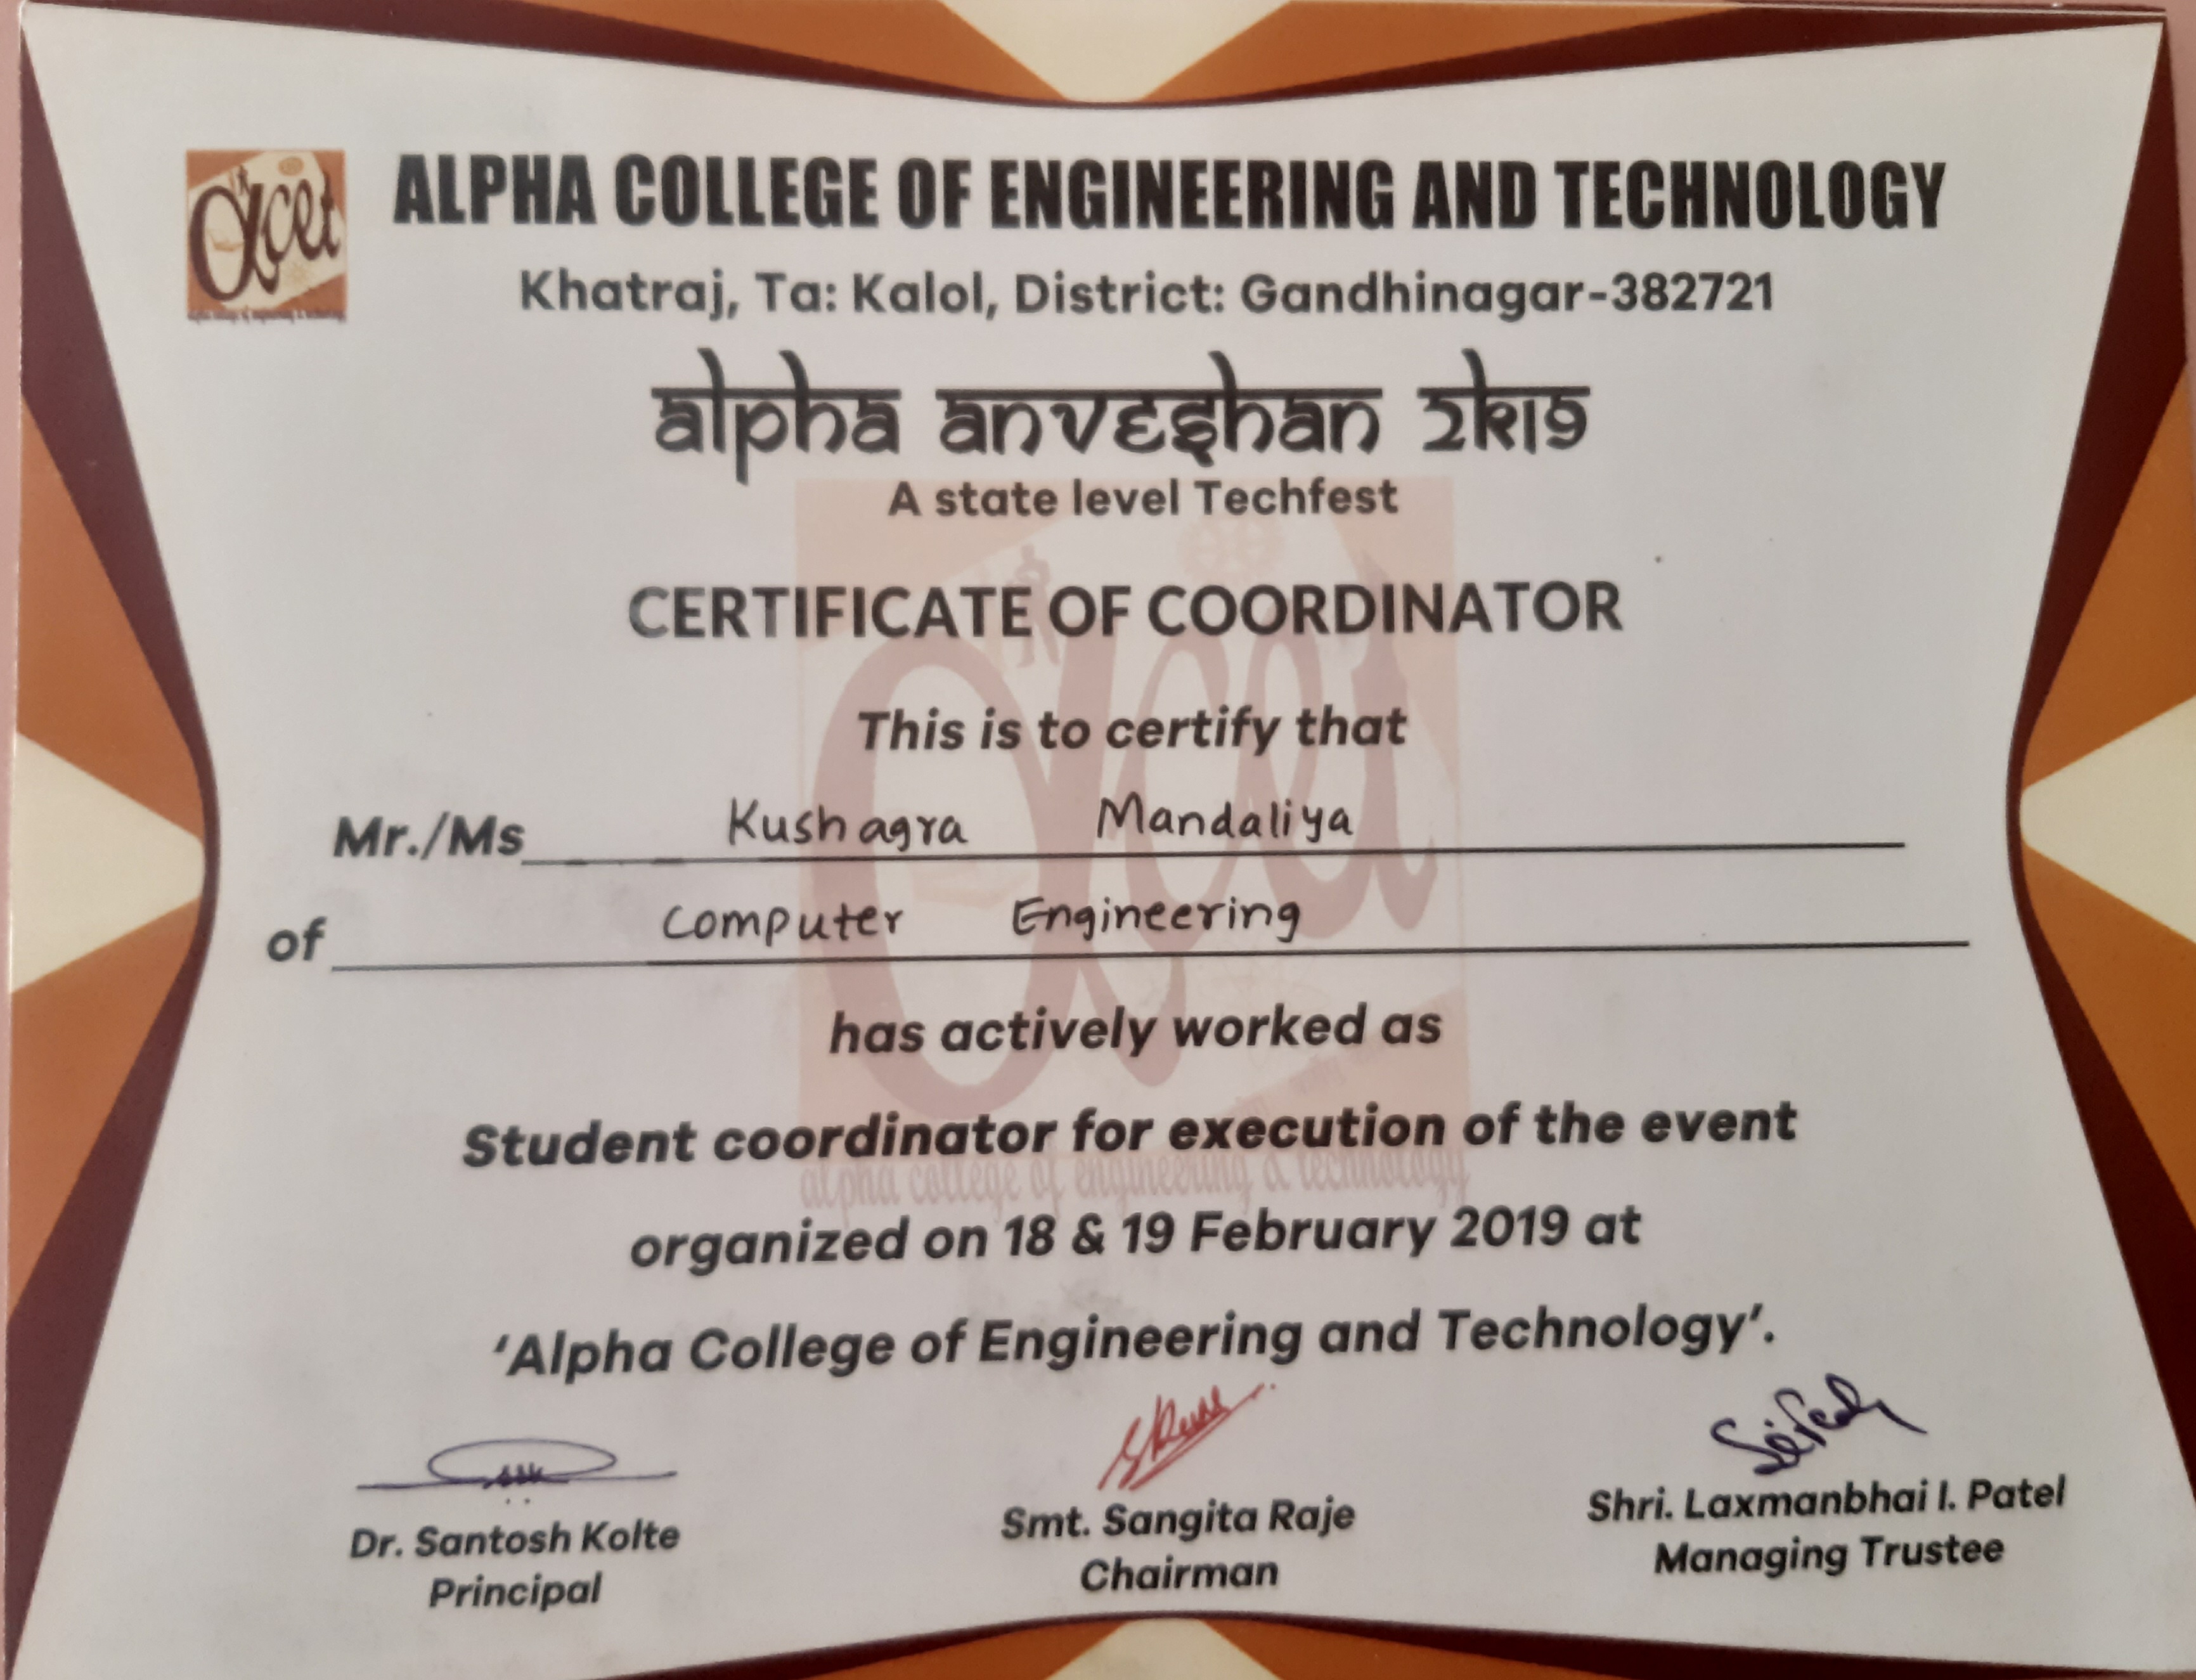 alcet
ALPHA COLLEGE OF ENGINEERING AND TECHNOLOGY
Khatraj, Ta: Kalol, District: Gandhinagar-382721
alpha anveshan 2k19
A state level Techfest
CERTIFICATE OF COORDINATOR
This is to certify that
Mr./Ms Kushagra Mandaliya
of Computer Engineering
has actively worked as
Student coordinator for execution of the event
alpha college of engineering & technology
organized on 18 & 19 February 2019 at
‘Alpha College of Engineering and Technology’.
Dr. Santosh Kolte
Principal
Smt. Sangita Raje
Chairman
Shri. Laxmanbhai I. Patel
Managing Trustee